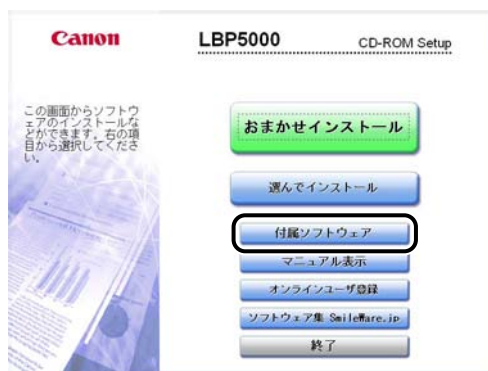 Canon
LBP5000
CD-ROM Setup
この画面からソフトウ
ェアのインストールな
どができます。右の項
目から選択してくださ
い。
おまかせインストール
選んでインストール
付属ソフトウェア
マニュアル表示
オンラインユーザ登録
ソフトウェア集 SmileWare.jp
終了